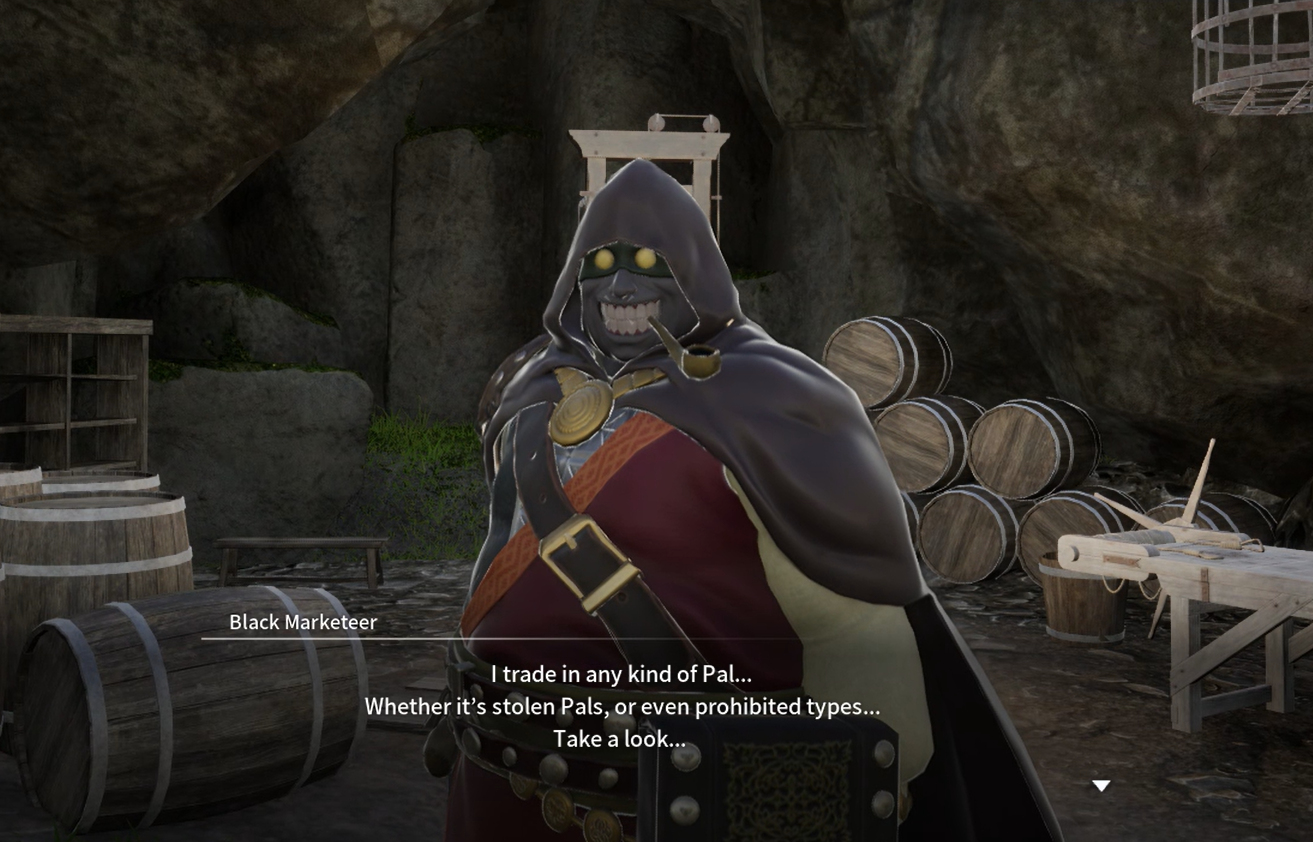 Black Marketeer
I trade in any kind of Pal...
Whether it’s stolen Pals, or even prohibited types...
Take a look...